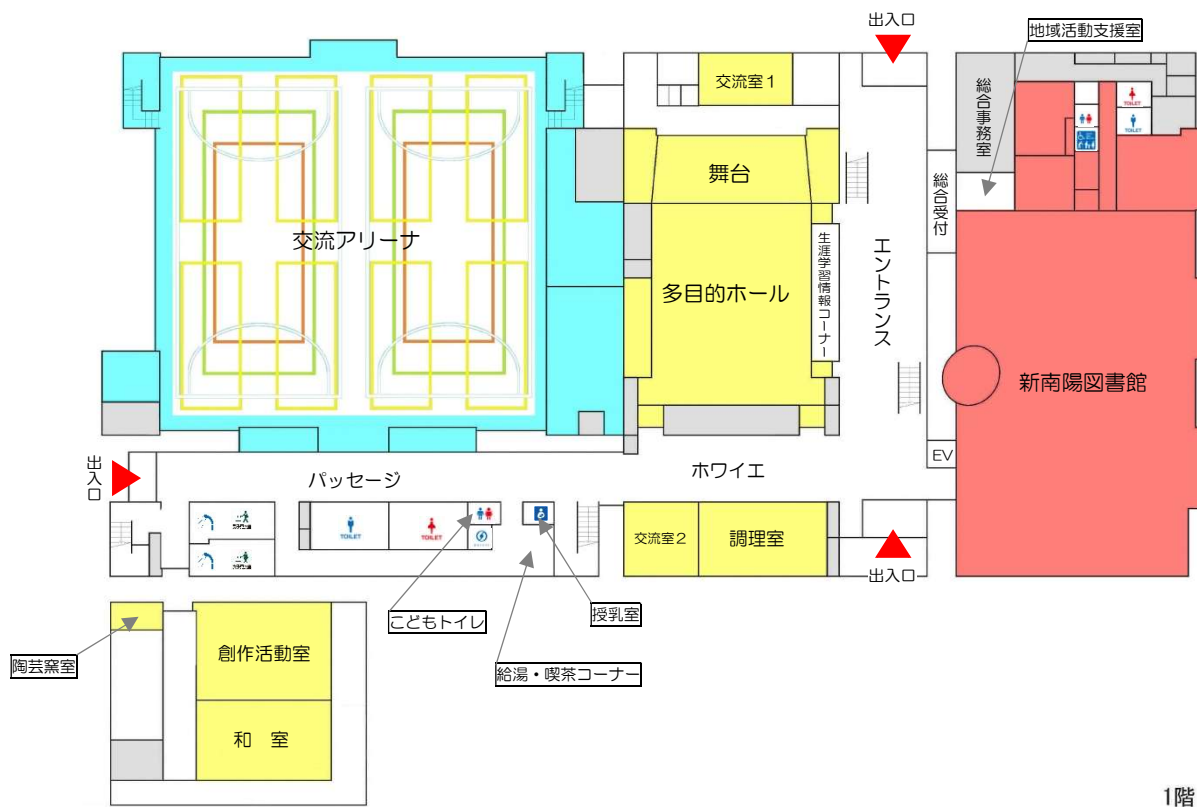 出入口
地域活動支援室
交流室1
総合事務室
TOILET
TOILET
舞台
総合受付
交流アリーナ
生涯学習情報コーナー
エントランス
多目的ホール
新南陽図書館
EV
出入口
パッセージ
ホワイエ
TOILET
TOILET
交流室2
調理室
出入口
こどもトイレ
授乳室
陶芸窯室
創作活動室
給湯・喫茶コーナー
和 室
1階